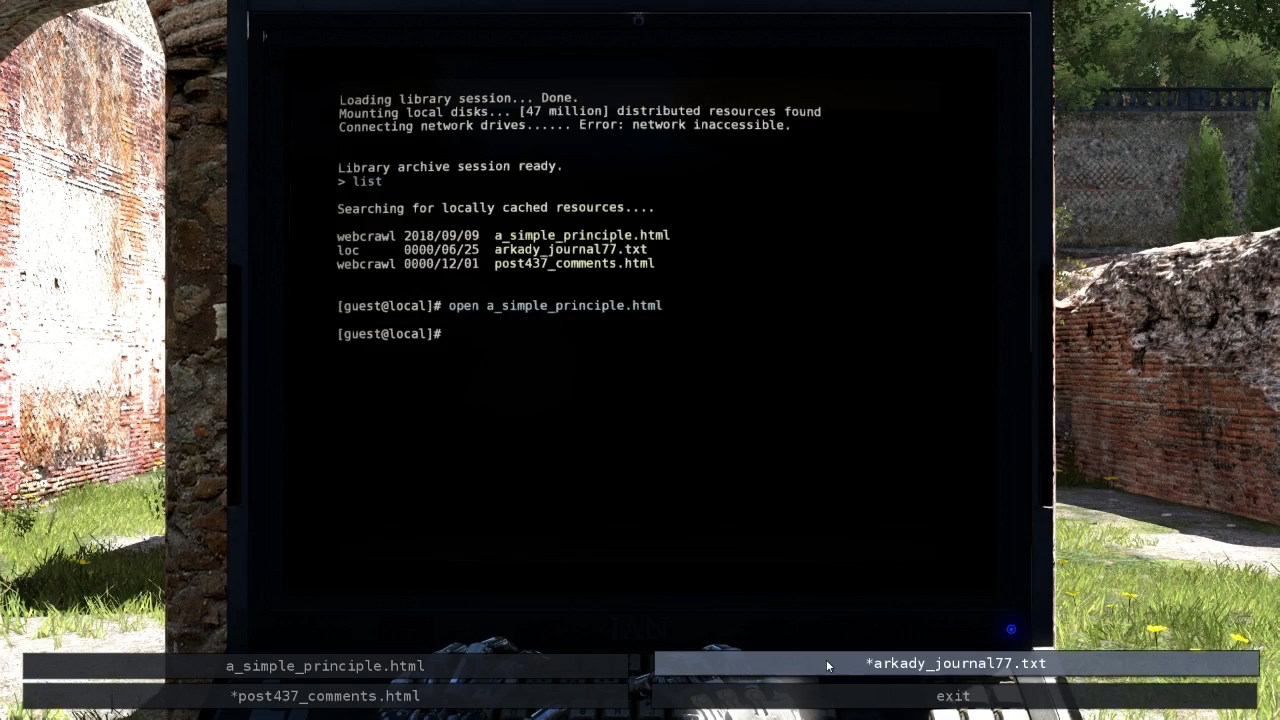 Loading library session... Done.
Mounting local disks... [47 million] distributed resources found
Connecting network drives...... Error: network inaccessible.
Library archive session ready.
> list
Searching for locally cached resources....
webcrawl 2018/09/09 a_simple_principle.html
loc 0000/06/25 arkady_journal77.txt
webcrawl 0000/12/01 post437_comments.html
[guest@local]# open a_simple_principle.html
[guest@local]#
IAN
a_simple_principle.html
*arkady_journal77.txt
*post437_comments.html
exit